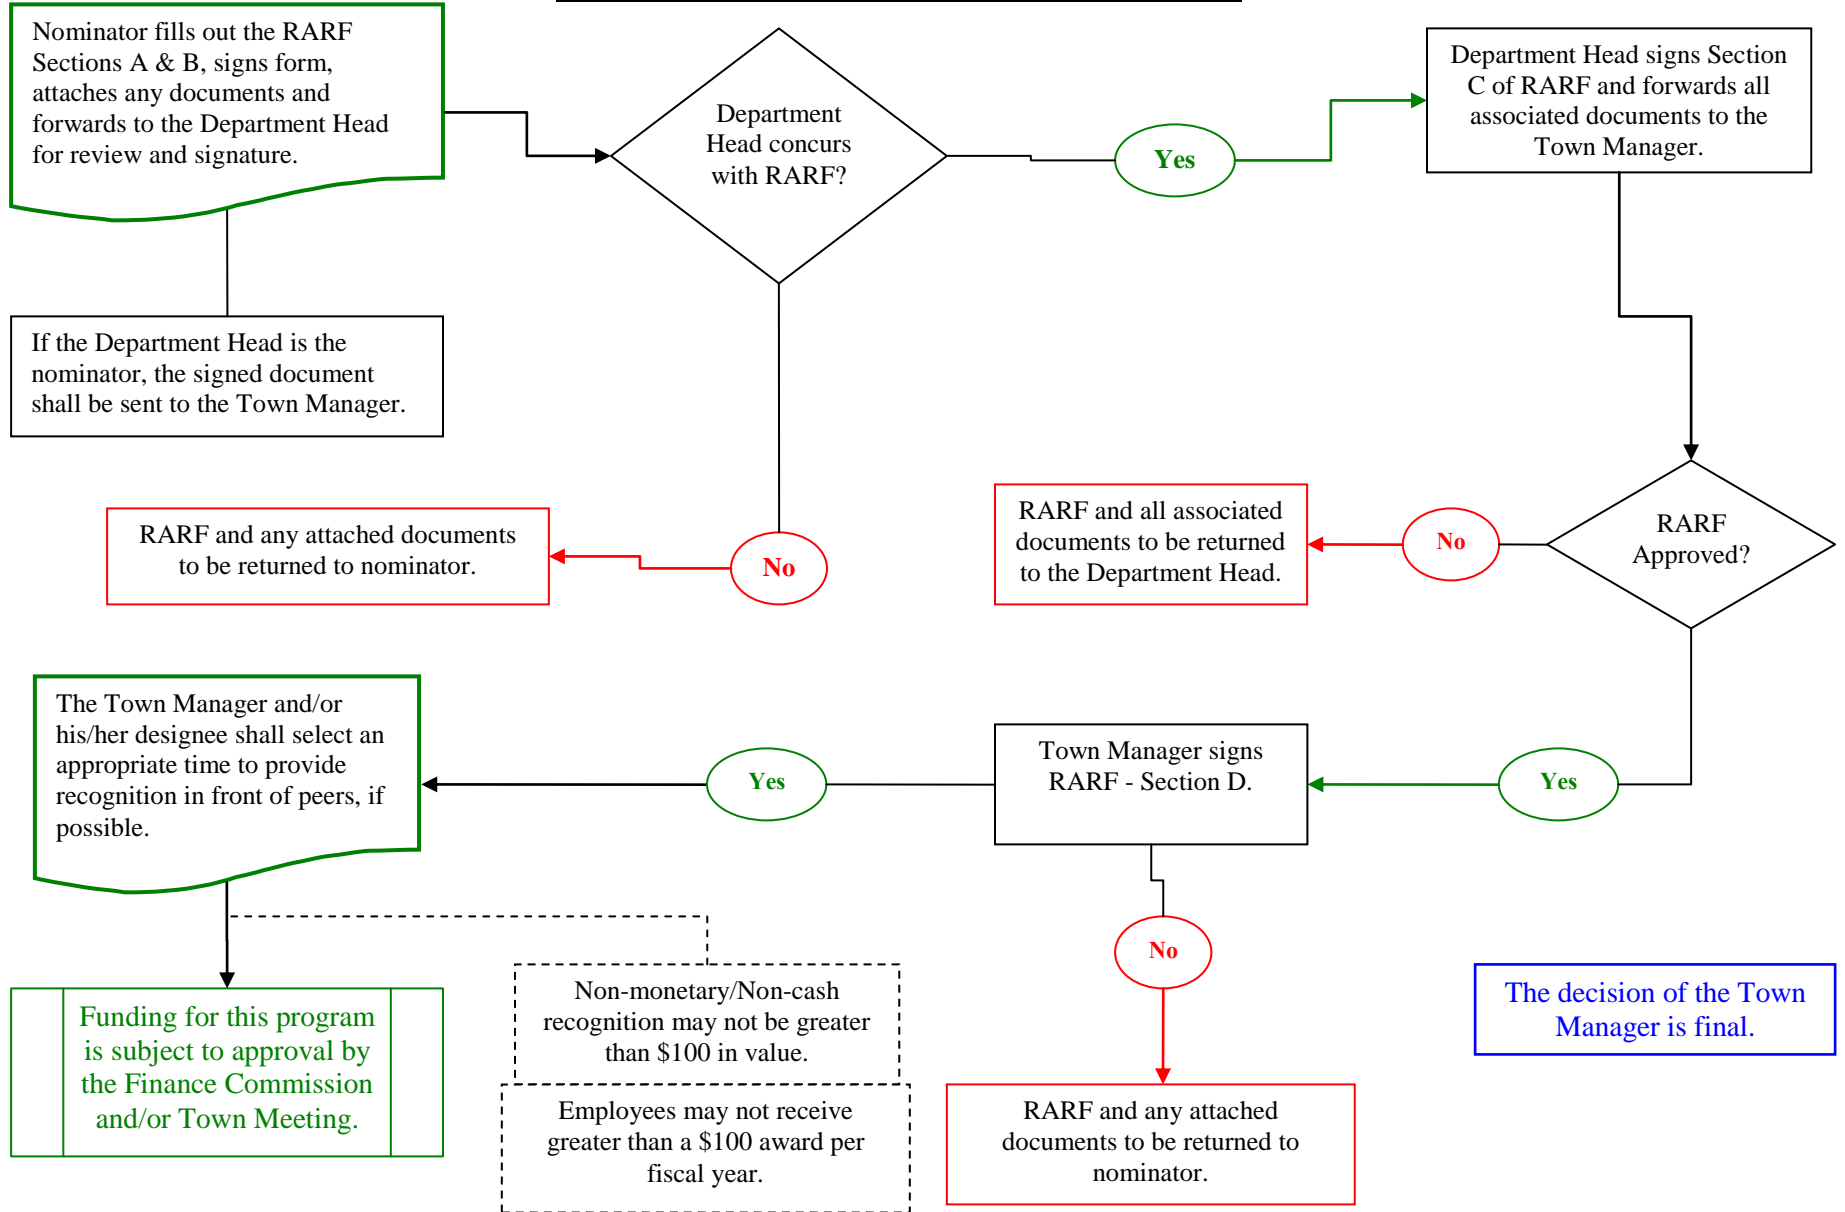 Nominator fills out the RARF
Sections A & B, signs form,
attaches any documents and
forwards to the Department Head
for review and signature.
Department
Head concurs
with RARF?
Yes
Department Head signs Section
C of RARF and forwards all
associated documents to the
Town Manager.
If the Department Head is the
nominator, the signed document
shall be sent to the Town Manager.
RARF and any attached documents
to be returned to nominator.
No
RARF and all associated
documents to be returned
to the Department Head.
No
RARF
Approved?
The Town Manager and/or
his/her designee shall select an
appropriate time to provide
recognition in front of peers, if
possible.
Yes
Town Manager signs
RARF - Section D.
Yes
No
Funding for this program
is subject to approval by
the Finance Commission
and/or Town Meeting.
Non-monetary/Non-cash
recognition may not be greater
than $100 in value.
Employees may not receive
greater than a $100 award per
fiscal year.
RARF and any attached
documents to be returned to
nominator.
The decision of the Town
Manager is final.